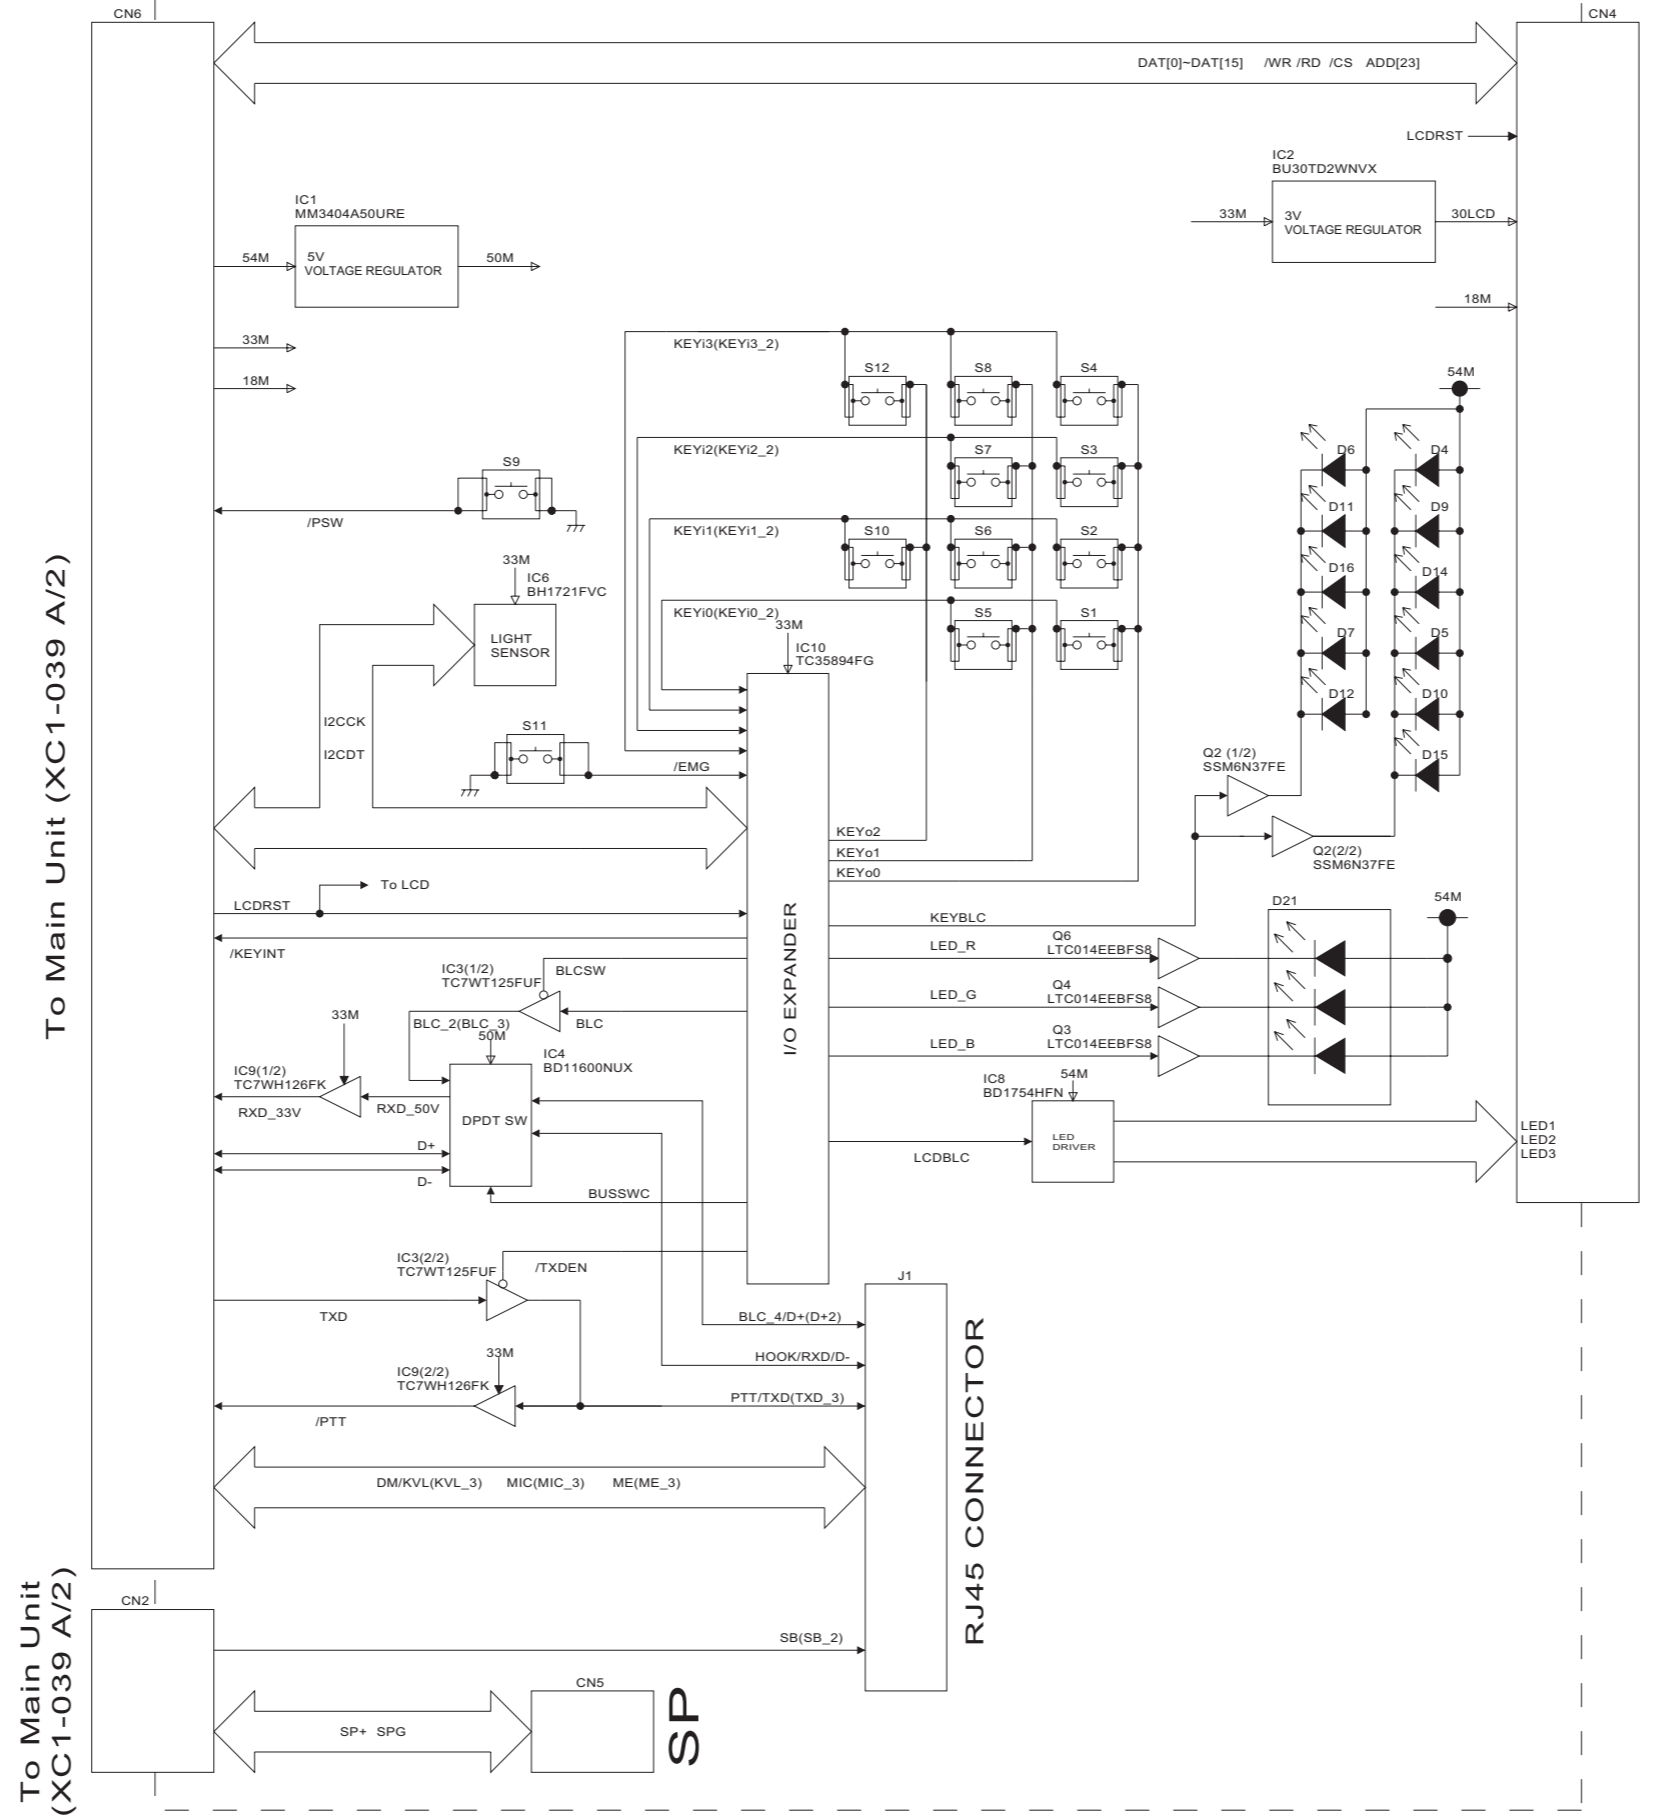 CN6
CN4
DAT[0]~DAT[15] /WR /RD /CS ADD[23]
LCDRST
IC2
BU30TD2WNVX
33M
3V
VOLTAGE REGULATOR
30LCD
18M
IC1
MM3404A50URE
54M
5V
VOLTAGE REGULATOR
50M
33M
18M
KEYi3(KEYi3_2)
S12
S8
S4
KEYi2(KEYi2_2)
S7
S3
KEYi1(KEYi1_2)
S10
S6
S2
KEYi0(KEYi0_2)
S5
S1
54M
D6
D4
D11
D9
D16
D14
D7
D5
D12
D10
D15
S9
/PSW
To Main Unit (XC1-039 A/2)
33M
IC6
BH1721FVC
LIGHT
SENSOR
33M
IC10
TC35894FG
I2CCK
I2CDT
S11
/EMG
Q2 (1/2)
SSM6N37FE
Q2(2/2)
SSM6N37FE
KEYo2
KEYo1
KEYo0
To LCD
LCDRST
/KEYINT
I/O EXPANDER
KEYBLC
D21
54M
LED_R
Q6
LTC014EEBFS8
LED_G
Q4
LTC014EEBFS8
LED_B
Q3
LTC014EEBFS8
IC3(1/2)
TC7WT125FUF
BLCSW
BLC_2(BLC_3)
BLC
50M
33M
IC4
BD11600NUX
IC9(1/2)
TC7WH126FK
RXD_33V
RXD_50V
DPDT SW
D+
D-
BUSSWC
54M
IC8
BD1754HFN
LED
DRIVER
LCDBLC
LED1
LED2
LED3
IC3(2/2)
TC7WT125FUF
/TXDEN
TXD
J1
BLC_4/D+(D+2)
HOOK/RXD/D-
33M
IC9(2/2)
TC7WH126FK
PTT/TXD(TXD_3)
/PTT
RJ45 CONNECTOR
DM/KVL(KVL_3) MIC(MIC_3) ME(ME_3)
To Main Unit
(XC1-039 A/2)
CN2
SB(SB_2)
CN5
SP+ SPG
SP